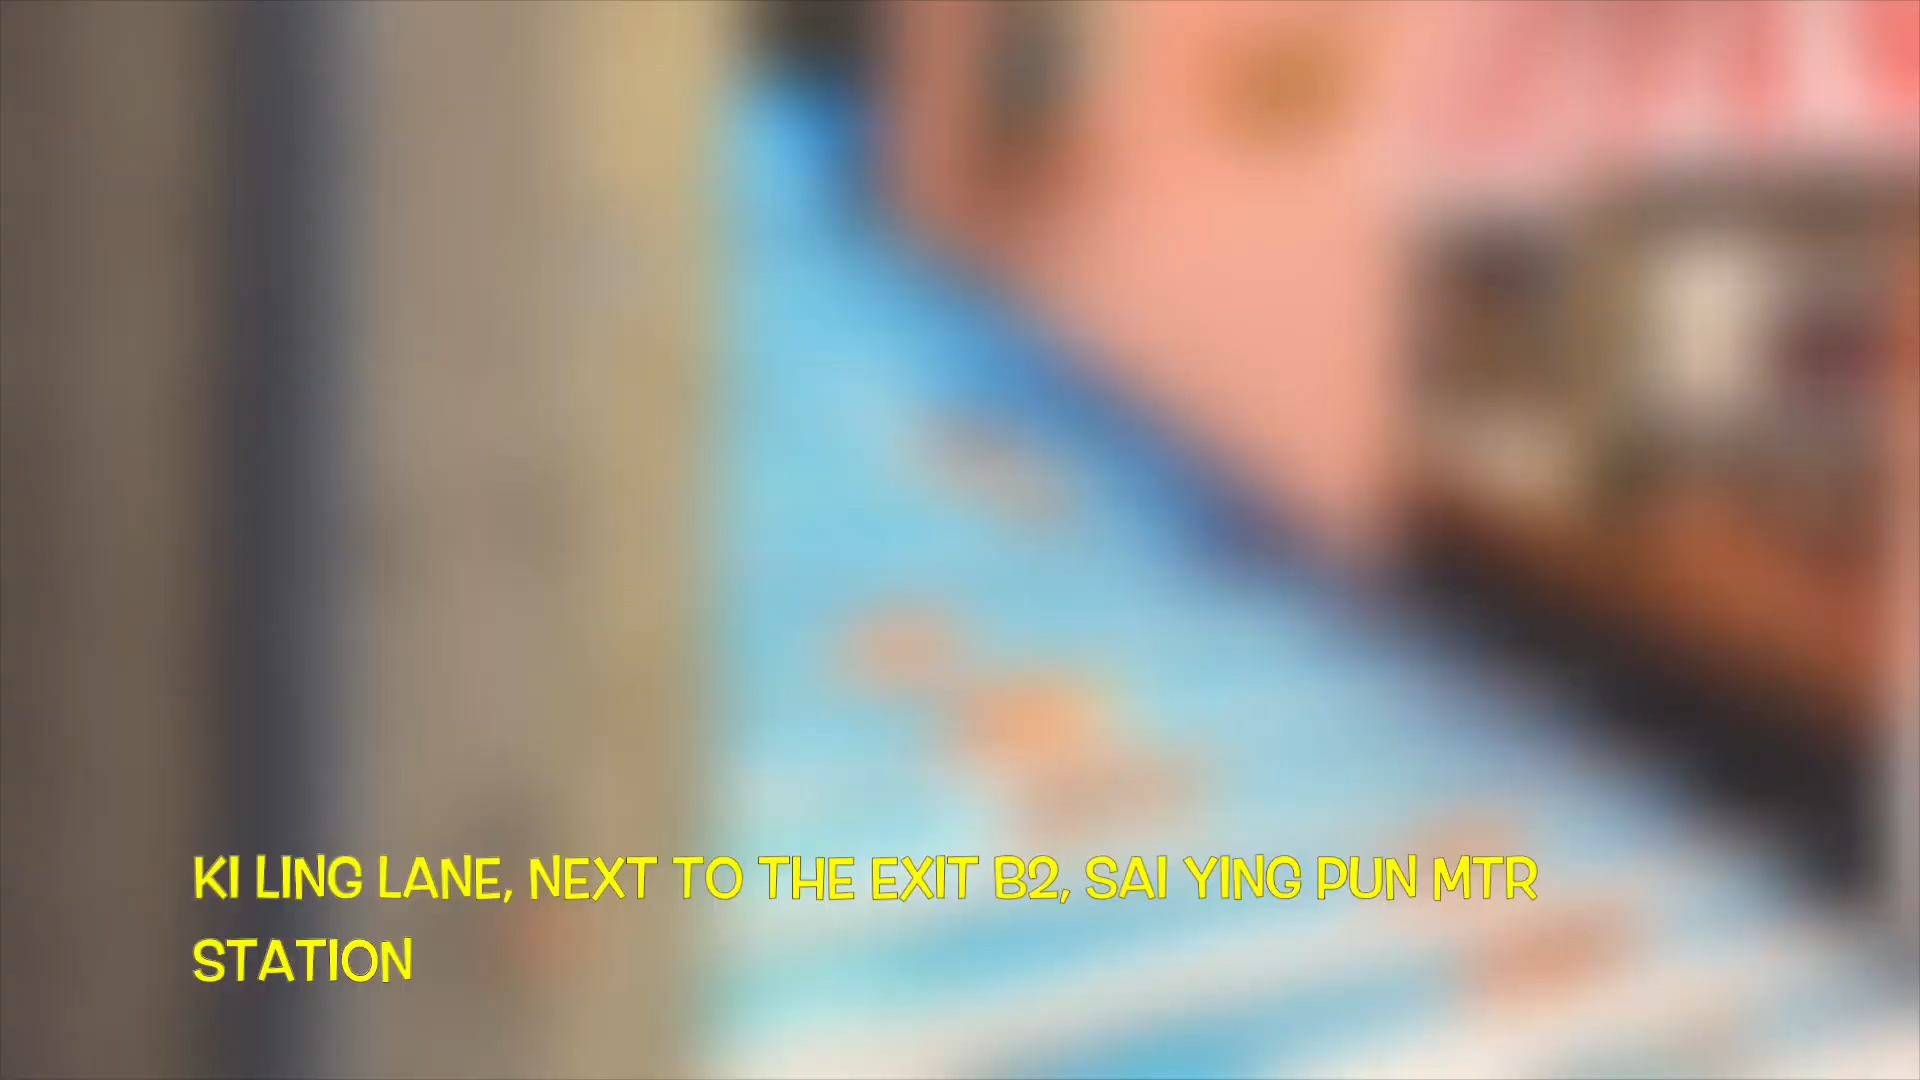 KI LING LANE, NEXT TO THE EXIT B2, SAI YING PUN MTR
STATION